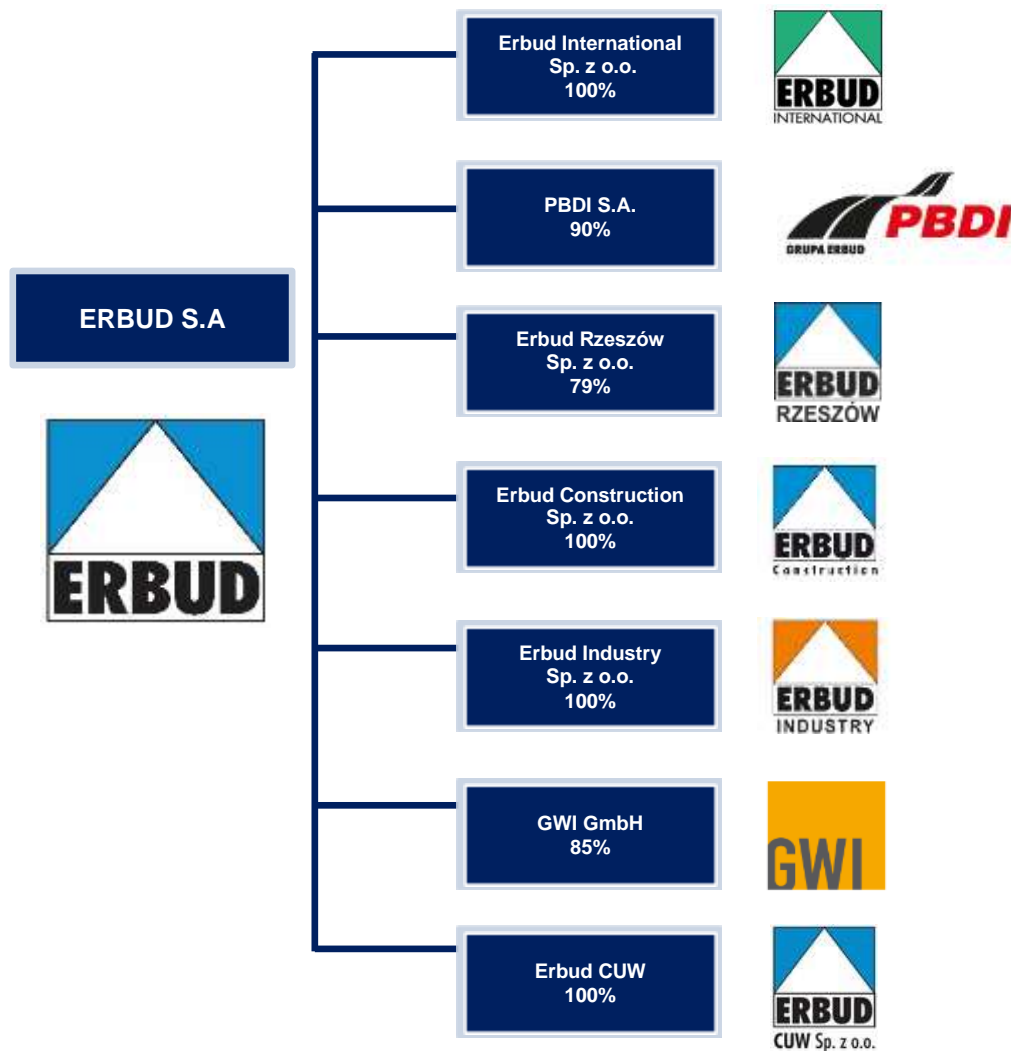 Erbud International
Sp. z o.o.
100%
ERBUD
INTERNATIONAL
PBDI S.A.
90%
PBDI
GRUPA ERBUD
ERBUD S.A
Erbud Rzeszów
Sp. z o.o.
79%
ERBUD
RZESZÓW
ERBUD
Erbud Construction
Sp. z o.o.
100%
ERBUD
Construction
Erbud Industry
Sp. z o.o.
100%
ERBUD
INDUSTRY
GWI GmbH
85%
GWI
Erbud CUW
100%
ERBUD
CUW Sp. z o.o.